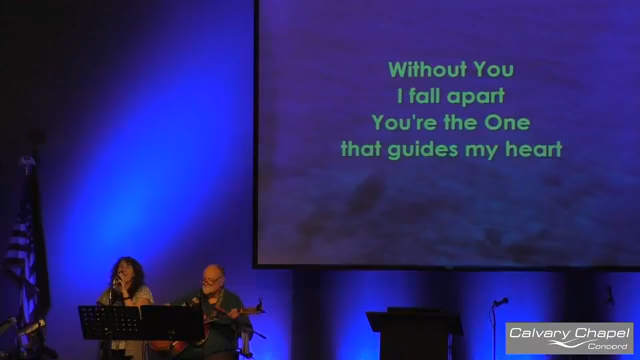 Without You
I fall apart
You're the One
that guides my heart
Calvary Chapel
Concord